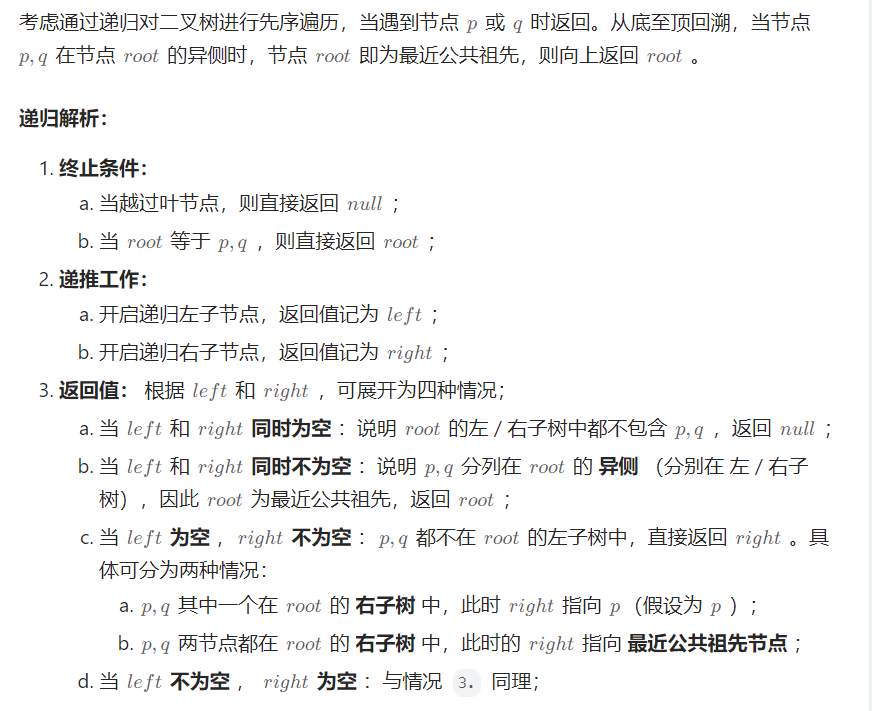 考虑通过递归对二叉树进行先序遍历，当遇到节点 p 或 q 时返回。从底至顶回溯，当节点
p, q 在节点 root 的异侧时，节点 root 即为最近公共祖先，则向上返回 root 。
递归解析：
1. 终止条件：
a. 当越过叶节点，则直接返回 null ；
b. 当 root 等于 p, q ，则直接返回 root ；
2. 递推工作：
a. 开启递归左子节点，返回值记为 left ；
b. 开启递归右子节点，返回值记为 right ；
3. 返回值： 根据 left 和 right ，可展开为四种情况；
a. 当 left 和 right 同时为空 ：说明 root 的左 / 右子树中都不包含 p, q ，返回 null ；
b. 当 left 和 right 同时不为空 ：说明 p, q 分列在 root 的 异侧 （分别在 左 / 右子
树），因此 root 为最近公共祖先，返回 root ；
c. 当 left 为空 ，right 不为空 ：p, q 都不在 root 的左子树中，直接返回 right 。具
体可分为两种情况：
a. p, q 其中一个在 root 的 右子树 中，此时 right 指向 p （假设为 p ）；
b. p, q 两节点都在 root 的 右子树 中，此时的 right 指向 最近公共祖先节点 ；
d. 当 left 不为空 ， right 为空 ：与情况 3. 同理；